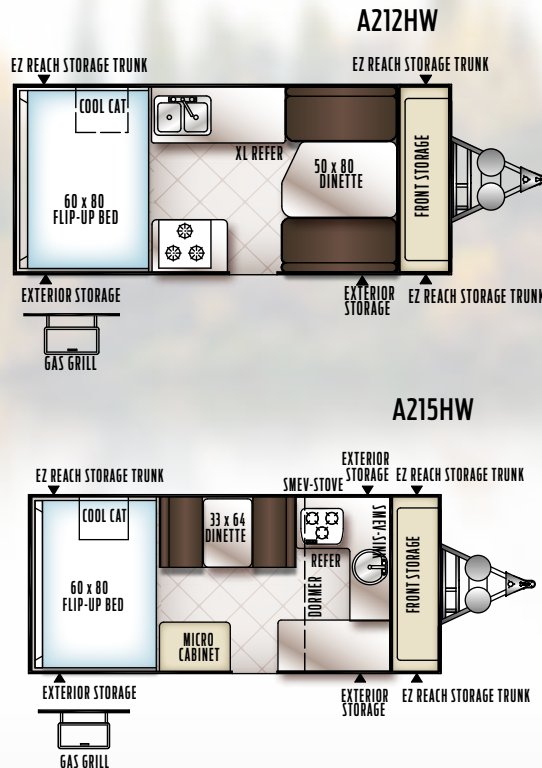 A212HW
EZ REACH STORAGE TRUNK
EZ REACH STORAGE TRUNK
COOL CAT
XL REFER
50 x 80
DINETTE
FRONT STORAGE
60 x 80
FLIP-UP BED
EXTERIOR STORAGE
EXTERIOR
STORAGE
EZ REACH STORAGE TRUNK
GAS GRILL
A215HW
EZ REACH STORAGE TRUNK
SMEV-STOVE
EXTERIOR
STORAGE
EZ REACH STORAGE TRUNK
COOL CAT
33 x 64
DINETTE
SMEV-SINK
REFER
DORMER
FRONT STORAGE
60 x 80
FLIP-UP BED
MICRO
CABINET
EXTERIOR STORAGE
EXTERIOR
STORAGE
EZ REACH STORAGE TRUNK
GAS GRILL